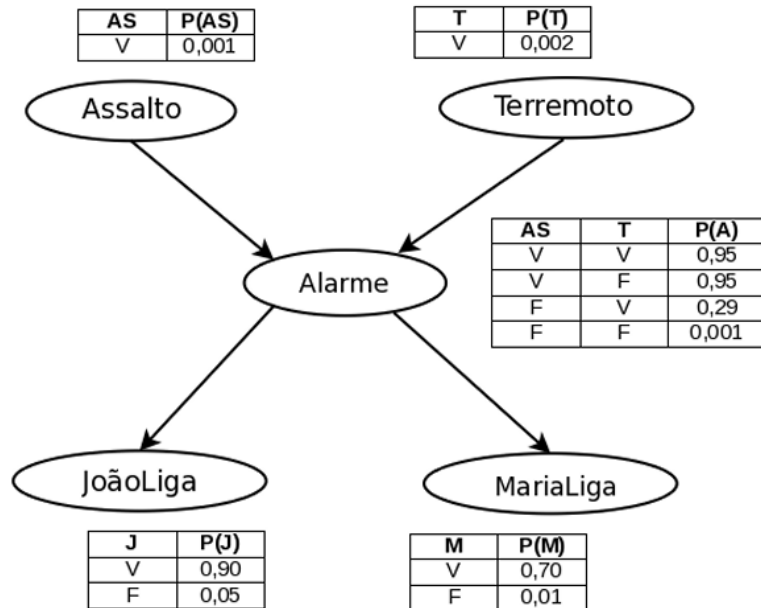 AS P(AS)
V 0,001
T P(T)
V 0,002
Assalto
Terremoto
AS T P(A)
V V 0,95
V F 0,95
F V 0,29
F F 0,001
Alarme
JoãoLiga
MariaLiga
J P(J)
V 0,90
F 0,05
M P(M)
V 0,70
F 0,01